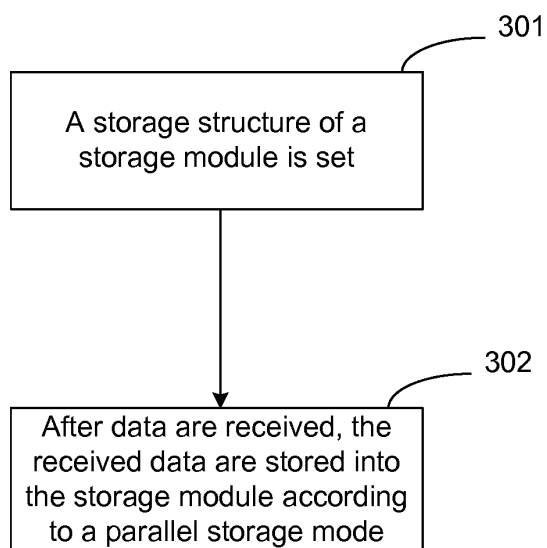 301
A storage structure of a
storage module is set
302
After data are received, the
received data are stored into
the storage module according
to a parallel storage mode